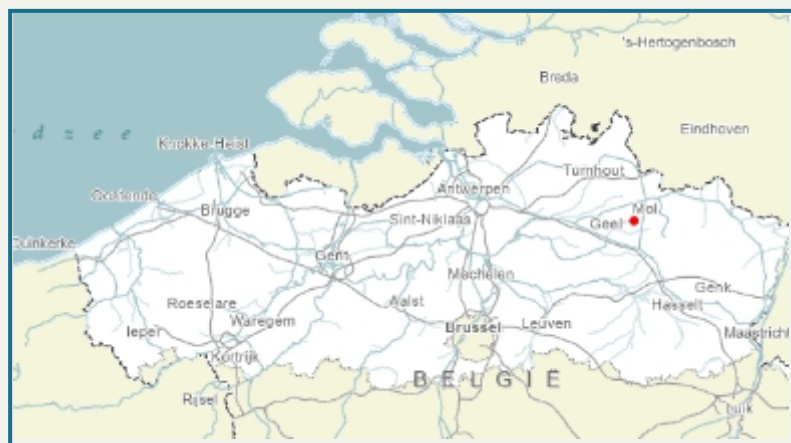 's-Hertogenbosch
Breda
Eindhoven
dzee
Knokke-Heist
Turnhout
Oostende
Antwerpen
Brugge
Sint-Niklaas
Mol
Geel
Duinkerke
Gent
Mechelen
Roeselare
Aalst
Genk
Hasselt
Ieper
Waregem
Brussel
Leuven
Maastricht
Kortrijk
BELGIË
Rijsel
Luik